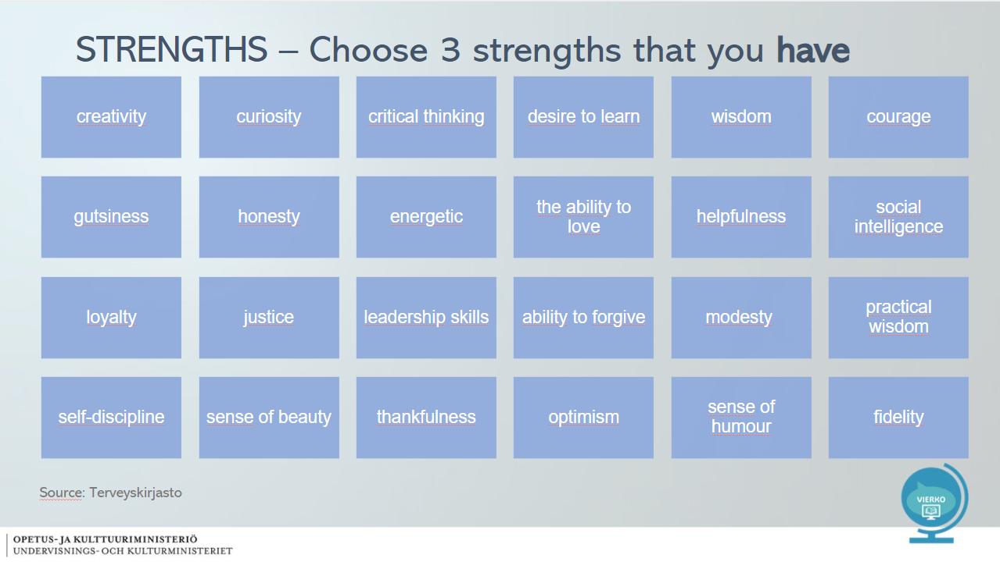 STRENGTHS – Choose 3 strengths that you have
creativity
curiosity
critical thinking
desire to learn
wisdom
courage
gutsiness
honesty
energetic
the ability to
love
helpfulness
social
intelligence
loyalty
justice
leadership skills
ability to forgive
modesty
practical
wisdom
self-discipline
sense of beauty
thankfulness
optimism
sense of
humour
fidelity
Source: Terveyskirjasto
VIERKO
OPETUS- JA KULTTUURIMINISTERIÖ
UNDERVISNINGS- OCH KULTURMINISTERIET